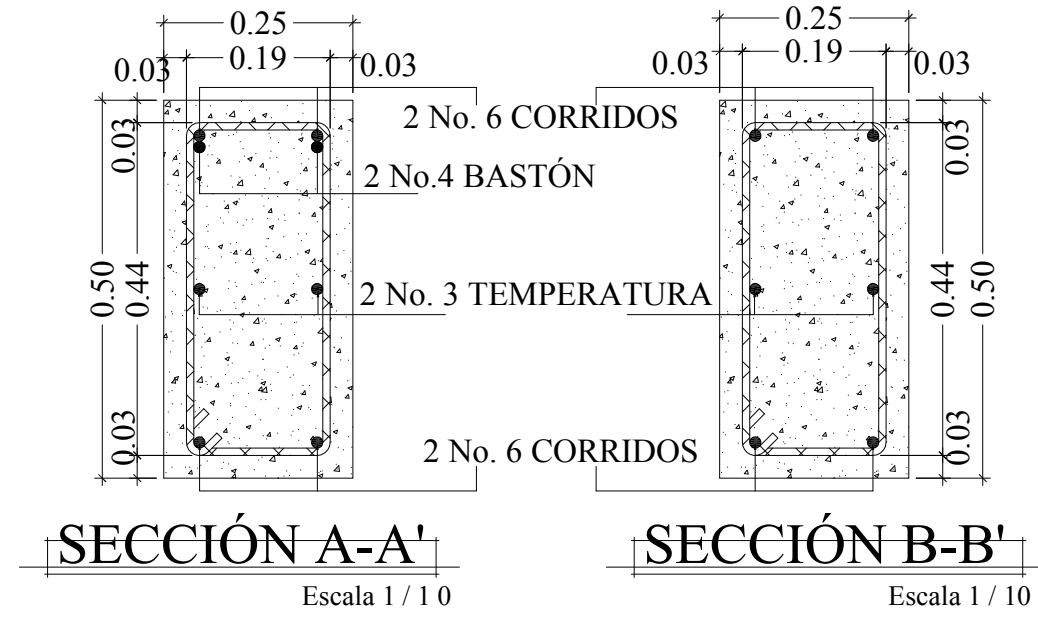 0.25
0.25
0.19
0.19
0.03
0.03
0.03
0.03
2 No. 6 CORRIDOS
0.03
0.03
2 No.4 BASTÓN
0.50
0.44
2 No. 3 TEMPERATURA
0.44
0.50
0.03
0.03
2 No. 6 CORRIDOS
SECCIÓN A-A'
SECCIÓN B-B'
Escala 1 / 1 0
Escala 1 / 10